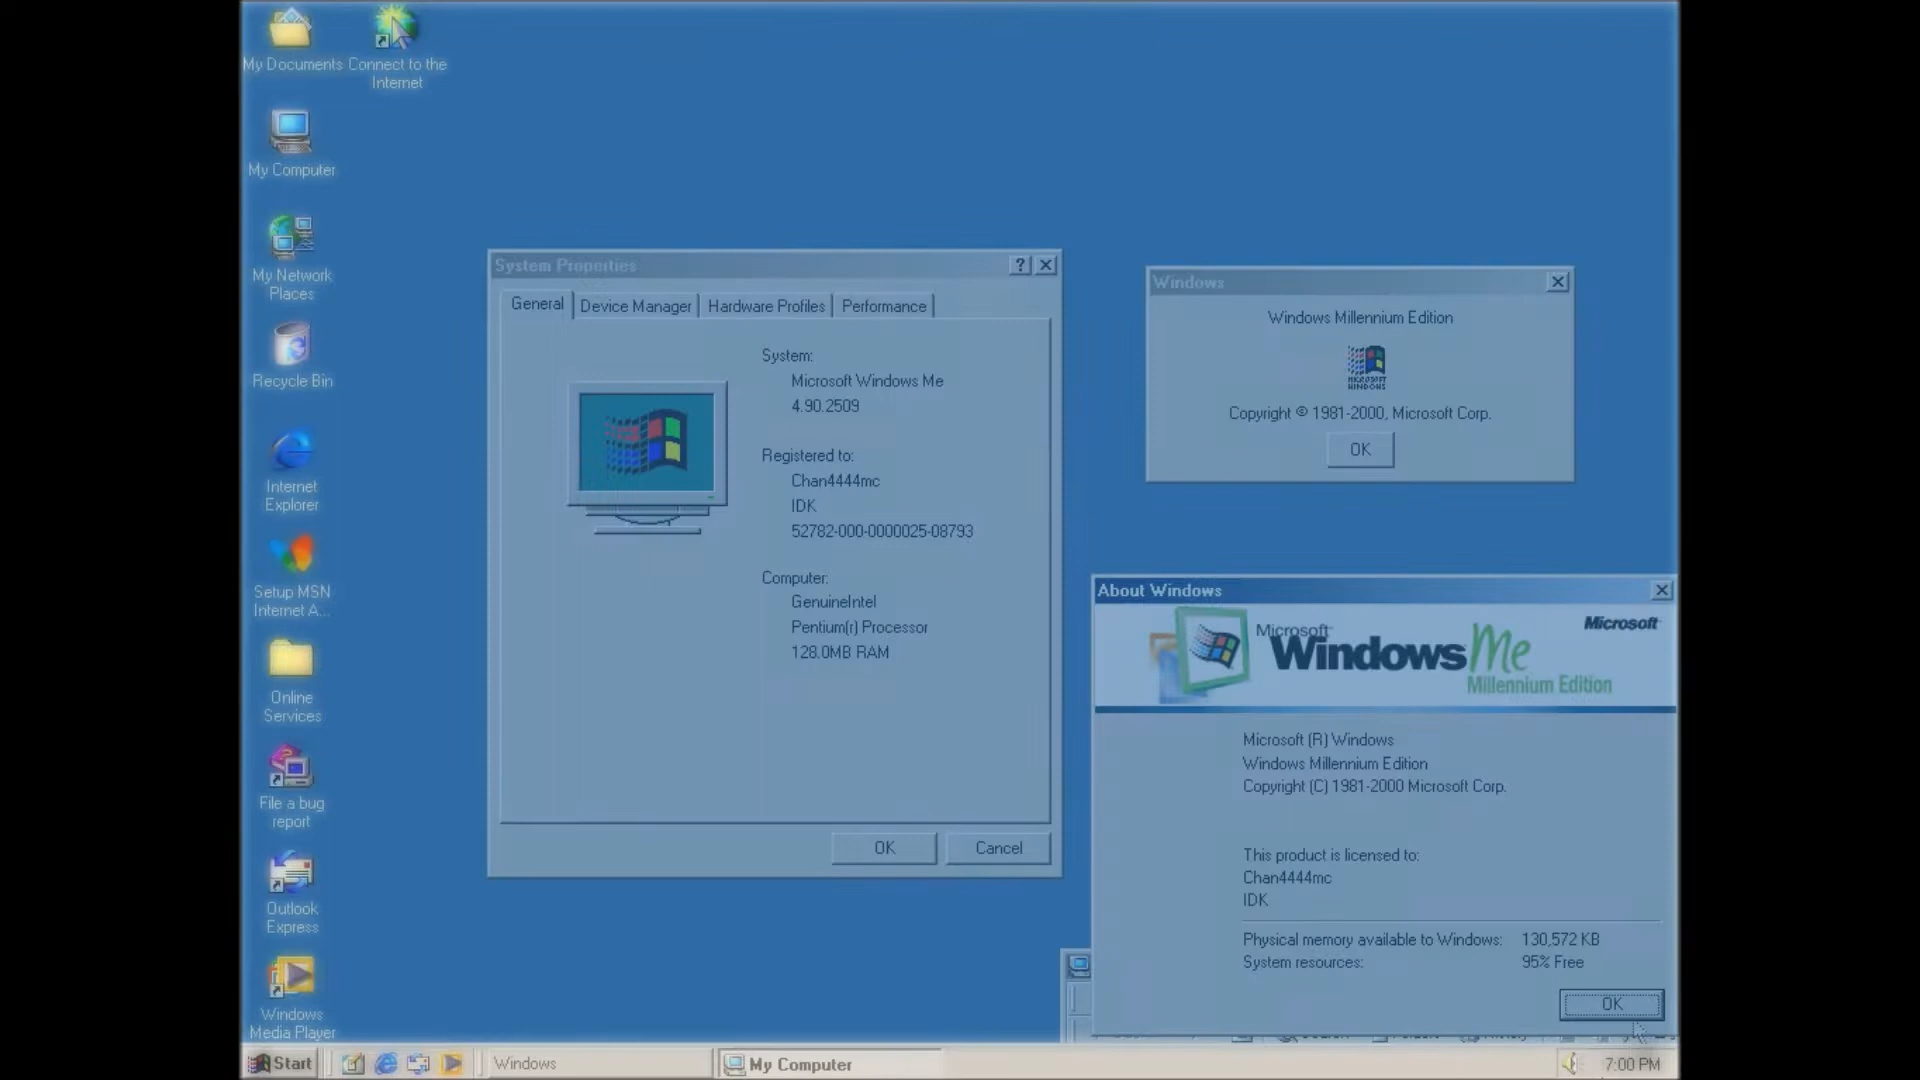 My Documents
Connect to the
Internet
My Computer
My Network
Places
Recycle Bin
Internet
Explorer
Setup MSN
Internet A...
Online
Services
File a bug
report
Outlook
Express
Windows
Media Player
System Properties
General
Device Manager
Hardware Profiles
Performance
System:
Microsoft Windows Me
4.90.2509
Registered to:
Chan4444mc
IDK
52782-000-0000025-08793
Computer:
GenuineIntel
Pentium(r) Processor
128.0MB RAM
OK
Cancel
Windows
Windows Millennium Edition
MICROSOFT
WINDOWS
Copyright © 1981-2000, Microsoft Corp.
OK
About Windows
Microsoft
Microsoft
Windows Me
Millennium Edition
Microsoft (R) Windows
Windows Millennium Edition
Copyright (C) 1981-2000 Microsoft Corp.
This product is licensed to:
Chan4444mc
IDK
Physical memory available to Windows: 130,572 KB
System resources: 95% Free
OK
Start
Windows
My Computer
7:00 PM